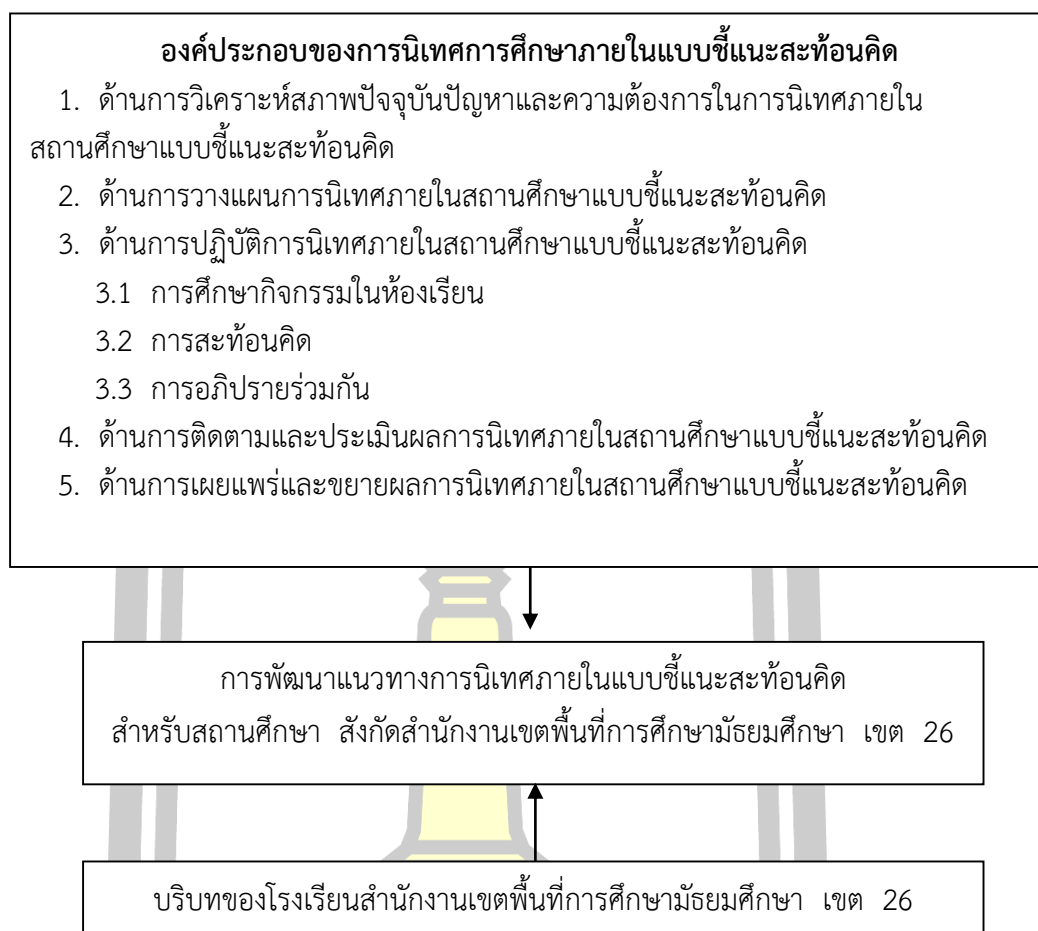 องค์ประกอบของการนิเทศการศึกษาภายในแบบชี้แนะสะท้อนคิด
1. ด้านการวิเคราะห์สภาพปัจจุบันปัญหาและความต้องการในการนิเทศภายใน
สถานศึกษาแบบชี้แนะสะท้อนคิด
2. ด้านการวางแผนการนิเทศภายในสถานศึกษาแบบชี้แนะสะท้อนคิด
3. ด้านการปฏิบัติการนิเทศภายในสถานศึกษาแบบชี้แนะสะท้อนคิด
3.1 การศึกษากิจกรรมในห้องเรียน
3.2 การสะท้อนคิด
3.3 การอภิปรายร่วมกัน
4. ด้านการติดตามและประเมินผลการนิเทศภายในสถานศึกษาแบบชี้แนะสะท้อนคิด
5. ด้านการเผยแพร่และขยายผลการนิเทศภายในสถานศึกษาแบบชี้แนะสะท้อนคิด
การพัฒนาแนวทางการนิเทศภายในแบบชี้แนะสะท้อนคิด
สำหรับสถานศึกษา สังกัดสำนักงานเขตพื้นที่การศึกษามัธยมศึกษา เขต 26
บริบทของโรงเรียนสำนักงานเขตพื้นที่การศึกษามัธยมศึกษา เขต 26